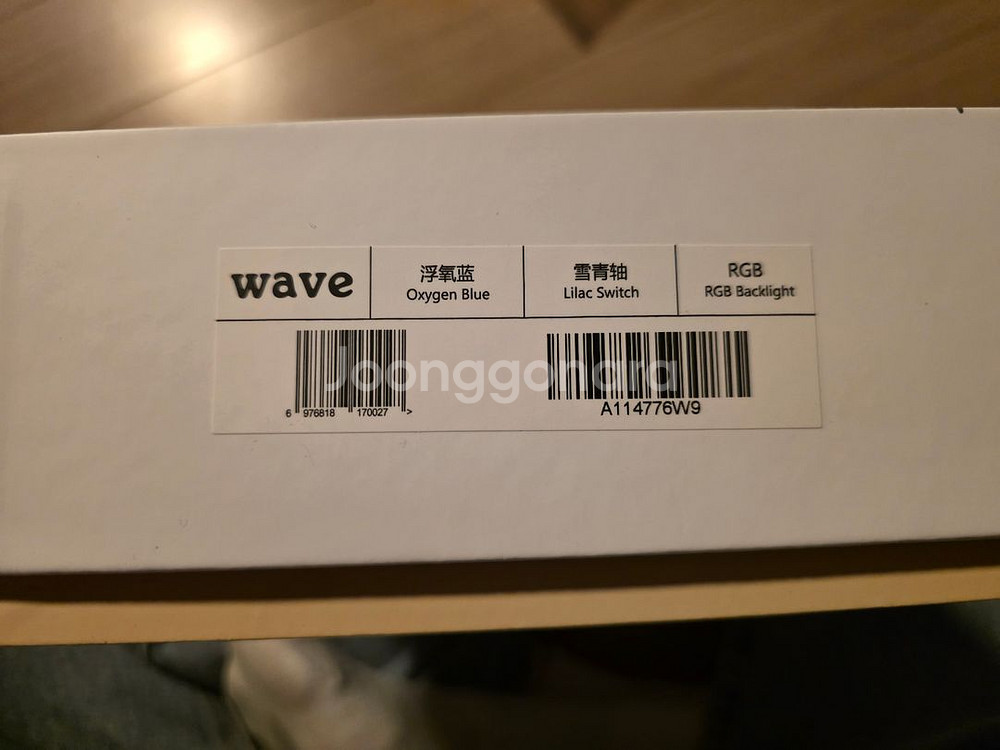 wave
浮氧蓝
Oxygen Blue
雪青轴
Lilac Switch
RGB
RGB Backlight
Joonggonara
6 976818 170027 >
A114776W9